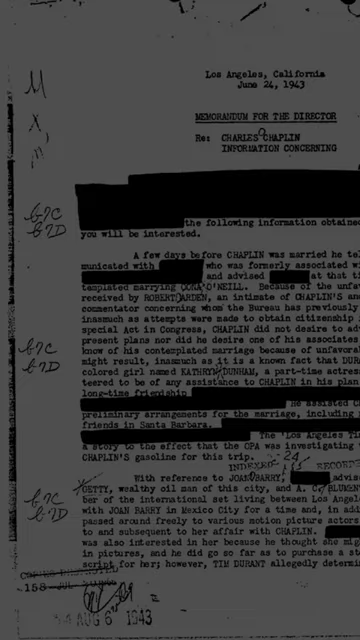 Los Angeles, California
June 24, 1943
MEMORANDUM FOR THE DIRECTOR
Re: CHARLES CHAPLIN
INFORMATION CONCERNING
b7C
b7D
the following information obtained
you will be interested.
A few days before CHAPLIN was married he tel
municated with who was formerly associated wi
and advised at that ti
templated marrying OONA O'NEILL. Because of the unfa
received by ROBERT ARDEN, an intimate of CHAPLIN'S an
commentator concerning whom the Bureau has previously
inasmuch as attempts were made to obtain citizenship
special Act in Congress, CHAPLIN did not desire to ad
present plans nor did he desire one of his associates
know of his contemplated marriage because of unfavora
b7C
b7D
might result, inasmuch as it is a known fact that DUR
colored girl named KATHRYN DUNHAM, a part-time actres
teered to be of any assistance to CHAPLIN in his plan
long-time friendship
he assisted C
preliminary arrangements for the marriage, including
friends in Santa Barbara.
The "Los Angeles Ti
a story to the effect that the OPA was investigating
CHAPLIN'S gasoline for this trip.
INDEXED
24
RECORDE
With reference to JOAN BARRY, advise
GETTY, wealthy oil man of this city, and A. C. BLUMEN
ber of the international set living between Los Angel
b7C
b7D
with JOAN BARRY in Mexico City for a time and, in addi
passed around freely to various motion picture actors
to and subsequent to her affair with CHAPLIN.
was also interested in her because he thought she mig
in pictures, and he did go so far as to purchase a st
script for her; however, TIM DURANT allegedly determi
COPIES DESTROYED
158
AUG 6 1943